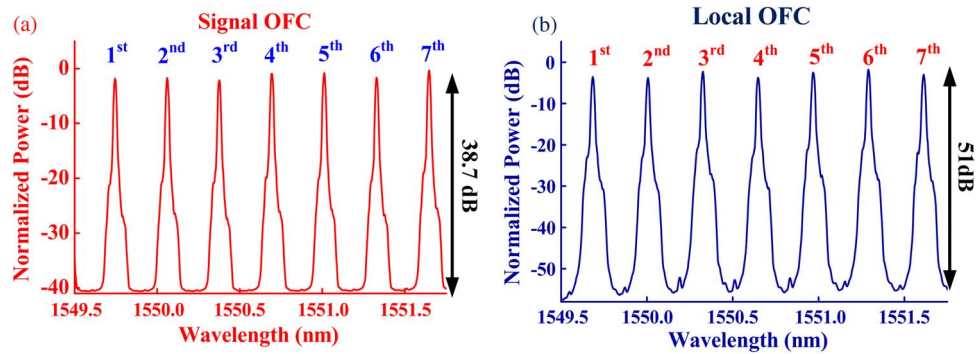 (a) Signal OFC
1st 2nd 3rd 4th 5th 6th 7th
0
-10
-20
-30
-40
Normalized Power (dB)
38.7 dB
1549.5 1550.0 1551.0 1551.5
Wavelength (nm)
(b) Local OFC
1st 2nd 3rd 4th 5th 6th 7th
0
-10
-20
-30
-40
-50
Normalized Power (dB)
51dB
1549.5 1550.0 1550.5 1551.0 1551.5
Wavelength (nm)